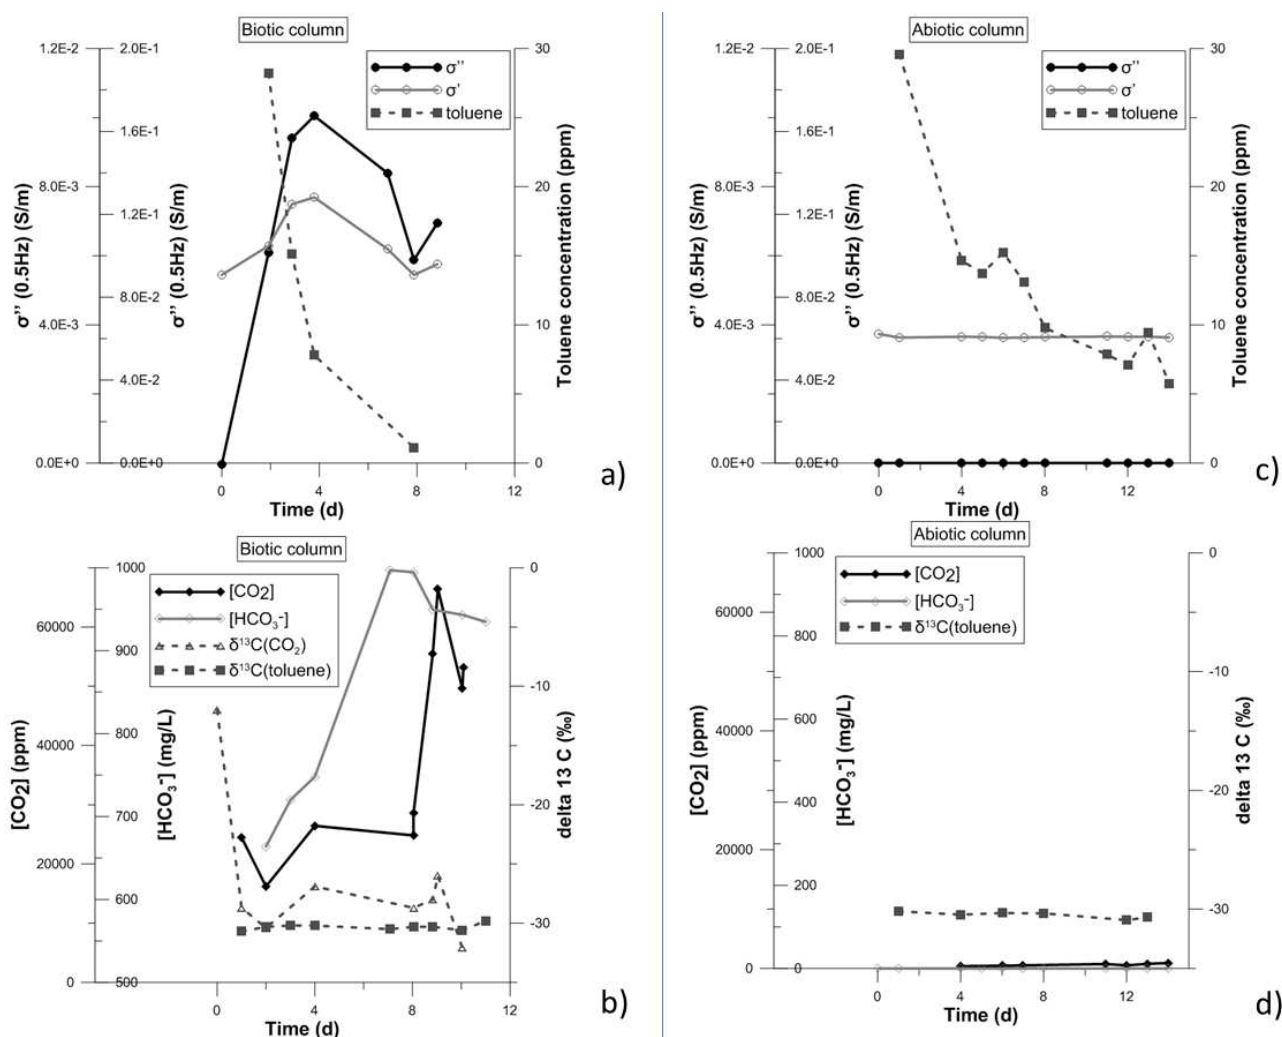 Biotic column
1.2E-2
8.0E-3
4.0E-3
0.0E+0
σ'' (0.5Hz) (S/m)
2.0E-1
1.6E-1
1.2E-1
8.0E-2
4.0E-2
0.0E+0
σ'' (0.5Hz) (S/m)
σ''
σ'
toluene
30
20
10
0
Toluene concentration (ppm)
0 4 8 12
Time (d)
a)
Abiotic column
1.2E-2
8.0E-3
4.0E-3
0.0E+0
σ'' (0.5Hz) (S/m)
2.0E-1
1.6E-1
1.2E-1
8.0E-2
4.0E-2
0.0E+0
σ'' (0.5Hz) (S/m)
σ''
σ'
toluene
30
20
10
0
Toluene concentration (ppm)
0 4 8 12
Time (d)
c)
Biotic column
60000
40000
20000
0
[CO2] (ppm)
1000
900
800
700
600
500
[HCO3-] (mg/L)
[CO2]
[HCO3-]
δ13C(CO2)
δ13C(toluene)
0
-10
-20
-30
delta 13 C (‰)
0 4 8 12
Time (d)
b)
Abiotic column
60000
40000
20000
0
[CO2] (ppm)
1000
800
600
400
200
0
[HCO3-] (mg/L)
[CO2]
[HCO3-]
δ13C(toluene)
0
-10
-20
-30
delta 13 C (‰)
0 4 8 12
Time (d)
d)